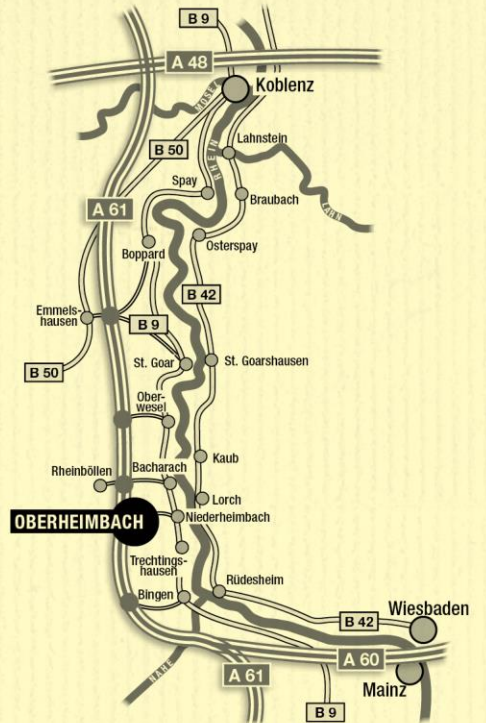 B 9
A 48
MOSEL
Koblenz
Lahnstein
B 50
RHEIN
Spay
Braubach
LAHN
A 61
Osterspay
Boppard
B 42
Emmels-
hausen
B 9
St. Goar
St. Goarshausen
B 50
Ober-
wesel
Kaub
Rheinböllen
Bacharach
Lorch
OBERHEIMBACH
Niederheimbach
Trechtings-
hausen
Rüdesheim
Bingen
Wiesbaden
B 42
A 60
NAHE
A 61
Mainz
B 9